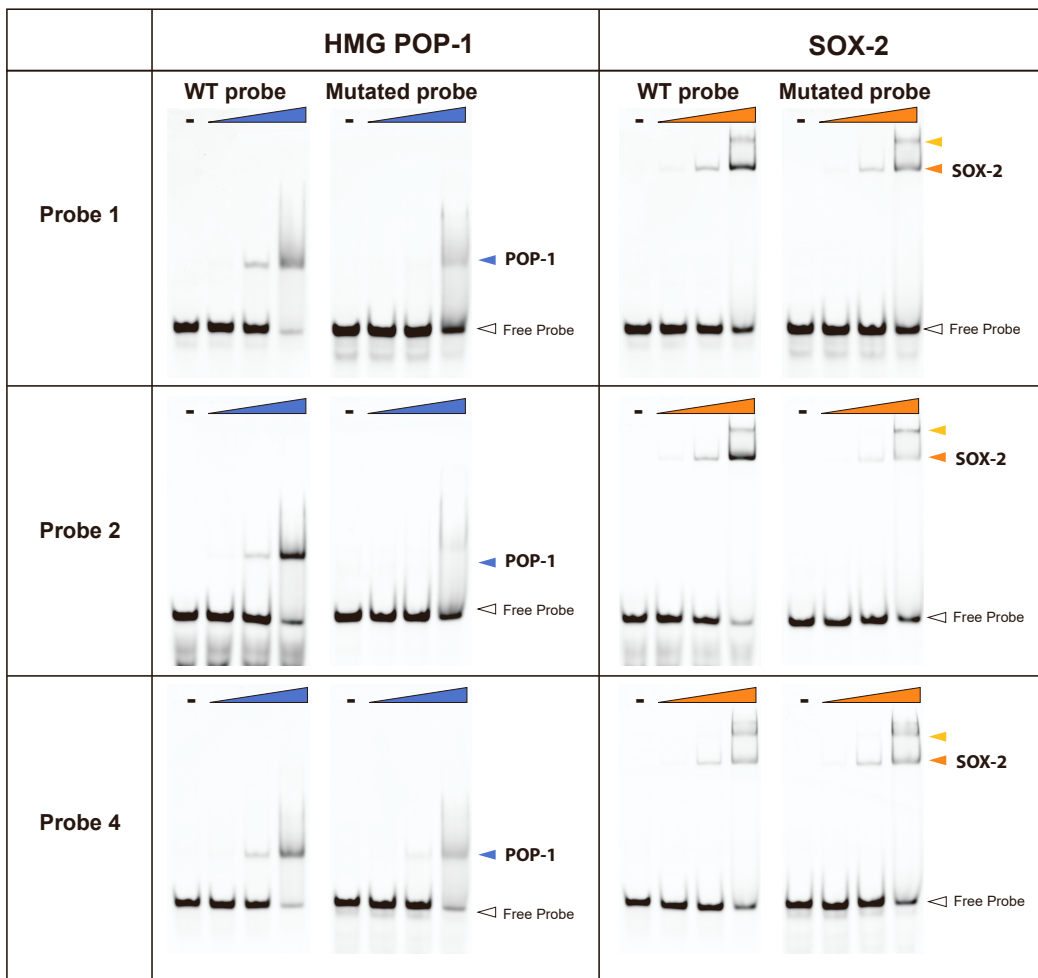 HMG POP-1 SOX-2
Probe 1
WT probe Mutated probe WT probe Mutated probe
- - - -
SOX-2
POP-1
Free Probe Free Probe
Probe 2
- - - -
SOX-2
POP-1
Free Probe Free Probe
Probe 4
- - - -
SOX-2
POP-1
Free Probe Free Probe